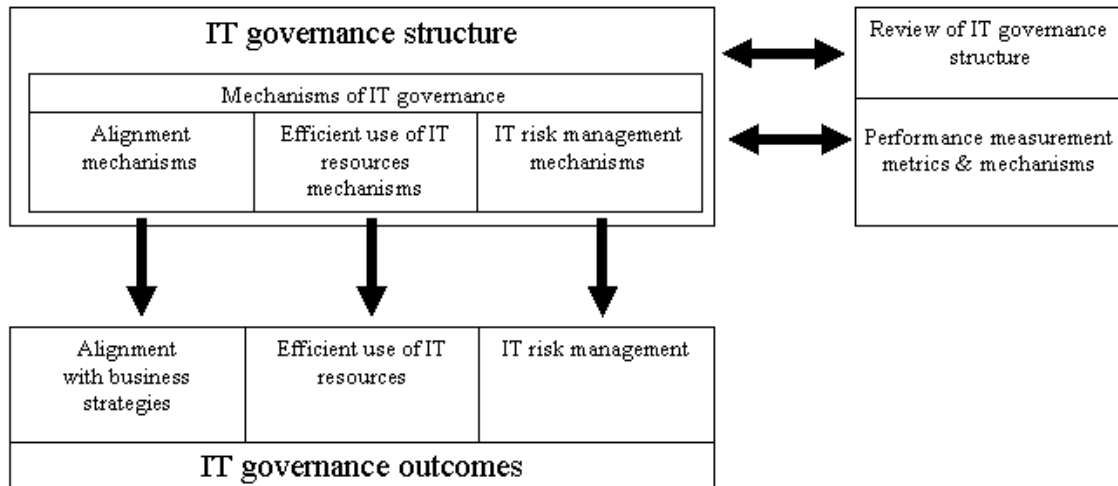 IT governance structure
Mechanisms of IT governance
Alignment
mechanisms
Efficient use of IT
resources
mechanisms
IT risk management
mechanisms
Review of IT governance
structure
Performance measurement
metrics & mechanisms
Alignment
with business
strategies
Efficient use of IT
resources
IT risk management
IT governance outcomes